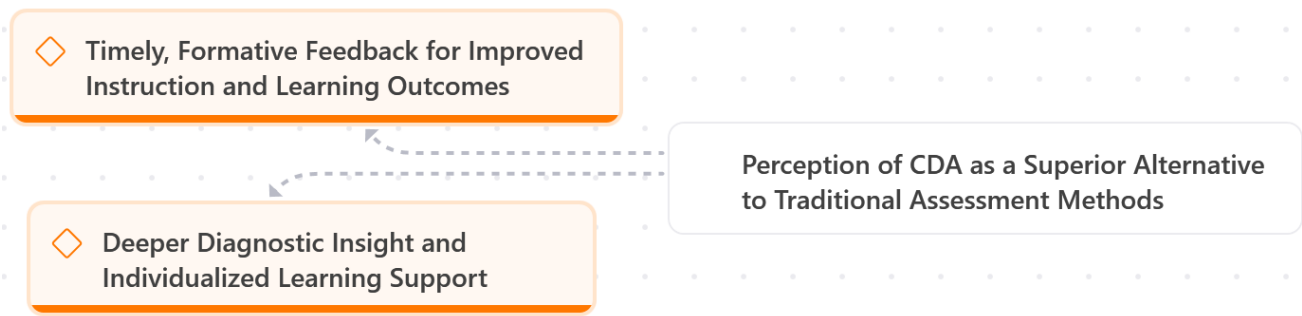 Timely, Formative Feedback for Improved
Instruction and Learning Outcomes
Perception of CDA as a Superior Alternative
to Traditional Assessment Methods
Deeper Diagnostic Insight and
Individualized Learning Support